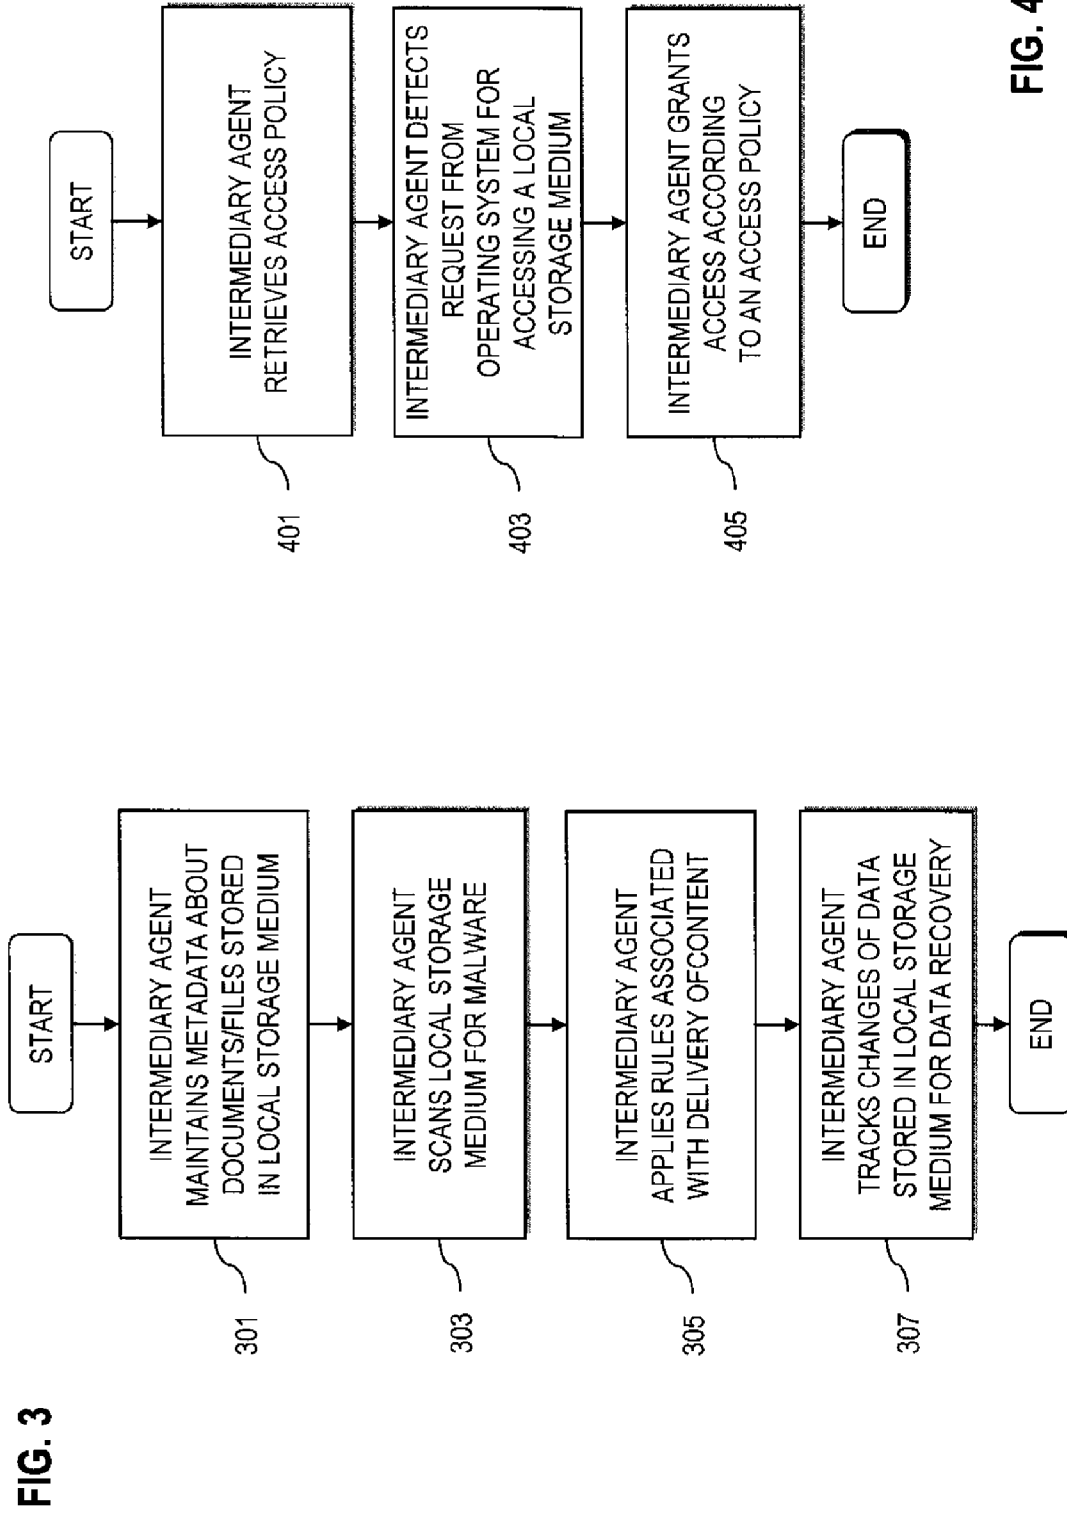 FIG. 3
START
INTERMEDIARY AGENT
MAINTAINS METADATA ABOUT
DOCUMENTS/FILES STORED
IN LOCAL STORAGE MEDIUM
301
INTERMEDIARY AGENT
SCANS LOCAL STORAGE
MEDIUM FOR MALWARE
303
INTERMEDIARY AGENT
APPLIES RULES ASSOCIATED
WITH DELIVERY OFCONTENT
305
INTERMEDIARY AGENT
TRACKS CHANGES OF DATA
STORED IN LOCAL STORAGE
MEDIUM FOR DATA RECOVERY
307
END
START
INTERMEDIARY AGENT
RETRIEVES ACCESS POLICY
401
INTERMEDIARY AGENT DETECTS
REQUEST FROM
OPERATING SYSTEM FOR
ACCESSING A LOCAL
STORAGE MEDIUM
403
INTERMEDIARY AGENT GRANTS
ACCESS ACCORDING
TO AN ACCESS POLICY
405
END
FIG. 4